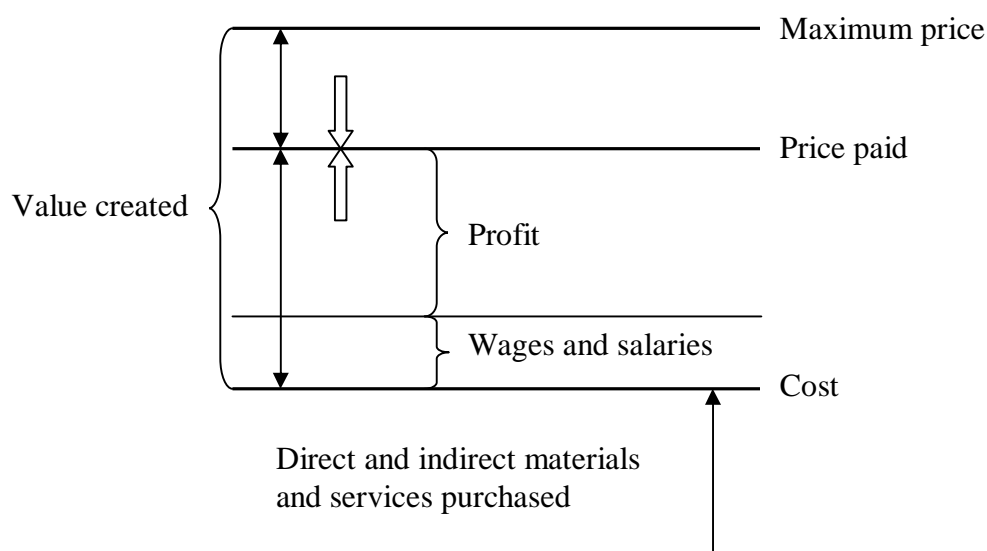 Maximum price
Price paid
Value created
Profit
Wages and salaries
Cost
Direct and indirect materials
and services purchased